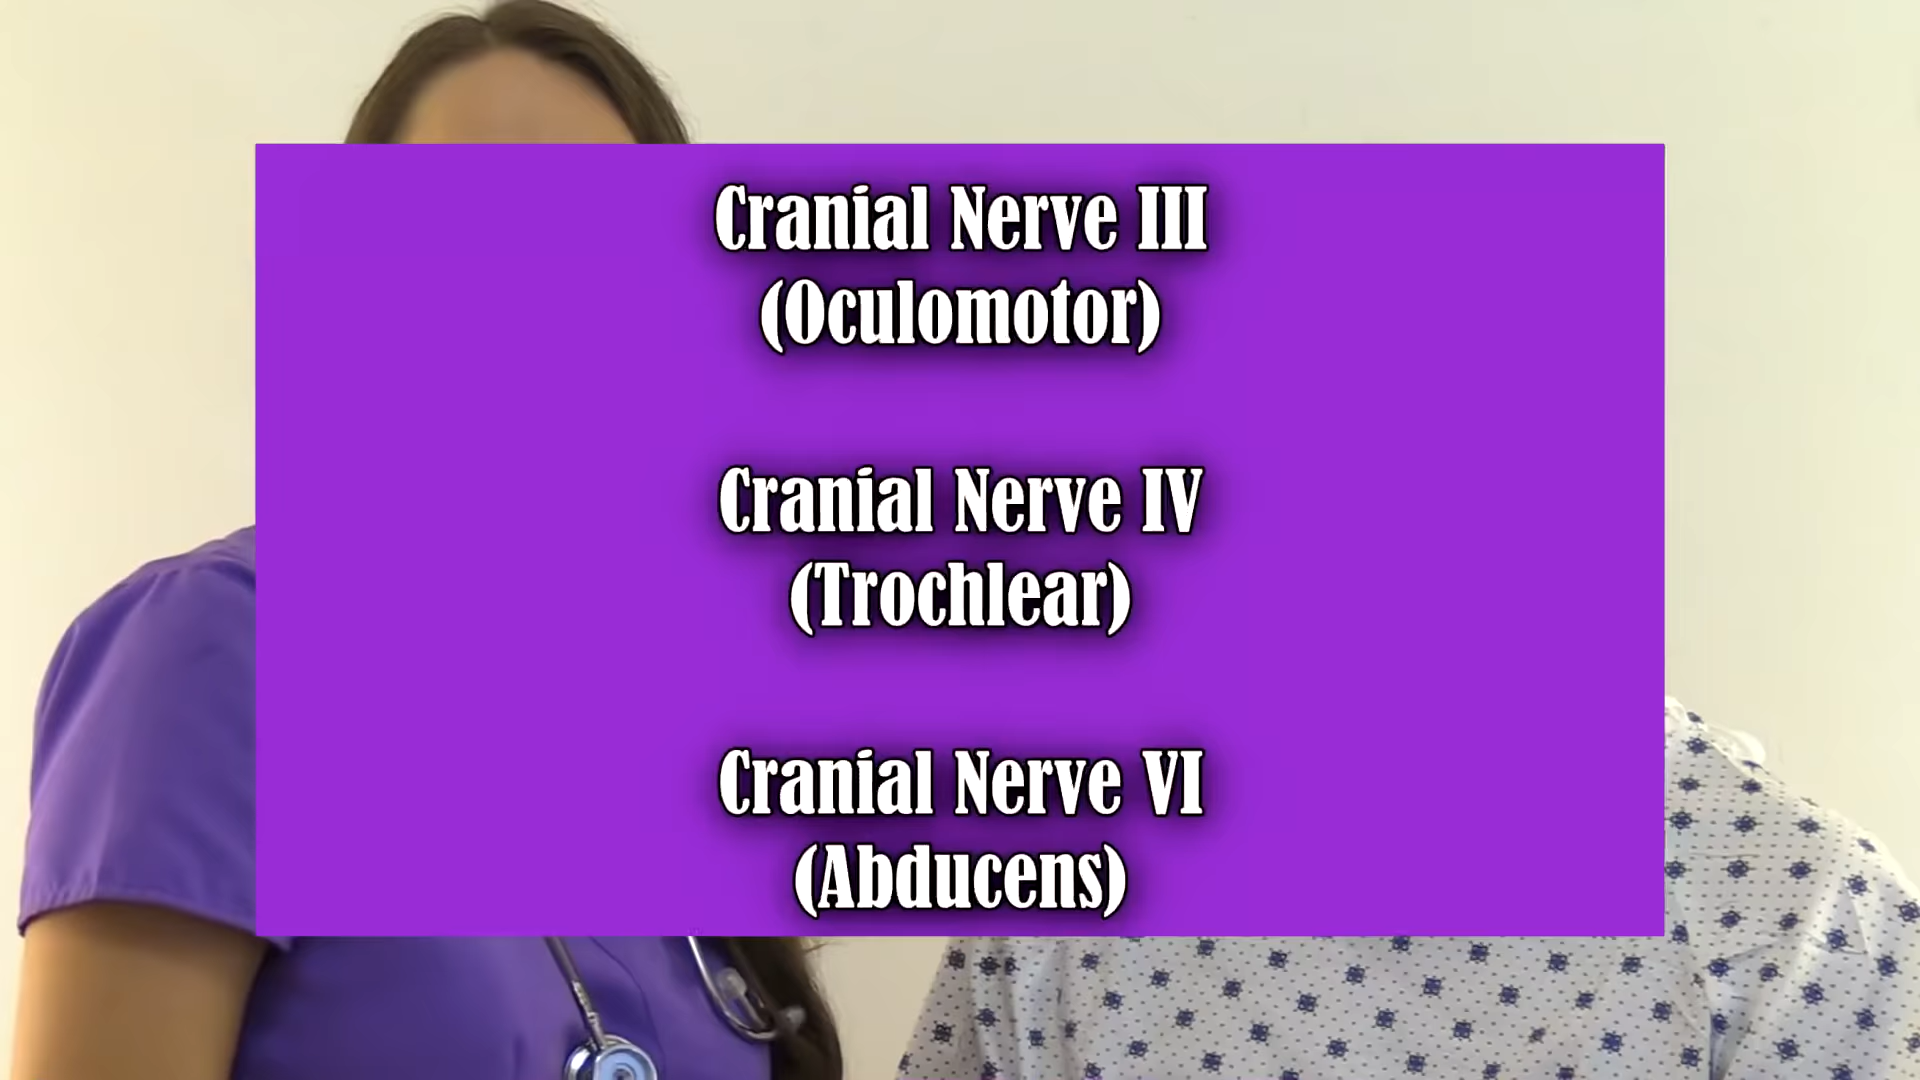 Cranial Nerve III
(Oculomotor)
Cranial Nerve IV
(Trochlear)
Cranial Nerve VI
(Abducens)